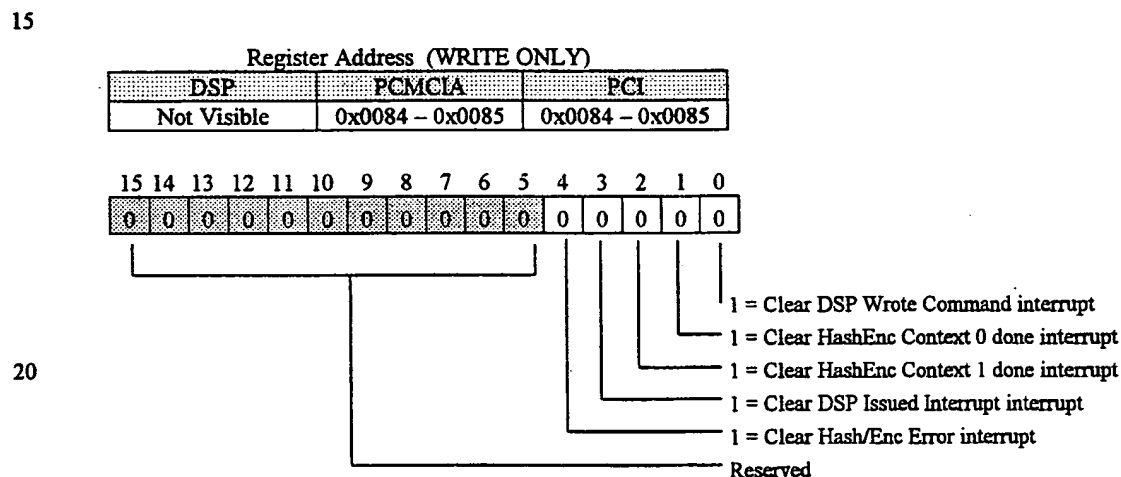 15
Register Address (WRITE ONLY)
DSP PCMCIA PCI
Not Visible 0x0084 – 0x0085 0x0084 – 0x0085
15 14 13 12 11 10 9 8 7 6 5 4 3 2 1 0
0 0 0 0 0 0 0 0 0 0 0 0 0 0 0 0
1 = Clear DSP Wrote Command interrupt
1 = Clear HashEnc Context 0 done interrupt
20
1 = Clear HashEnc Context 1 done interrupt
1 = Clear DSP Issued Interrupt interrupt
1 = Clear Hash/Enc Error interrupt
Reserved